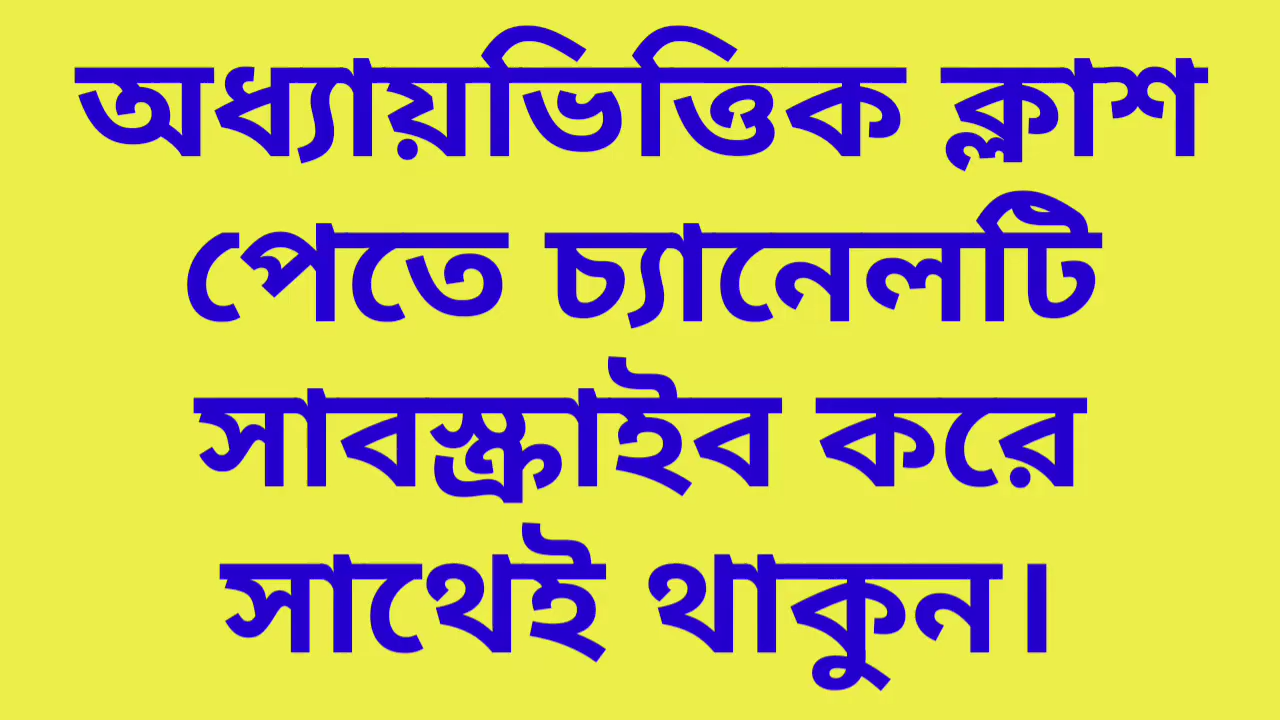 অধ্যায়ভিত্তিক ক্লাশ
পেতে চ্যানেলটি
সাবস্ক্রাইব করে
সাথেই থাকুন।